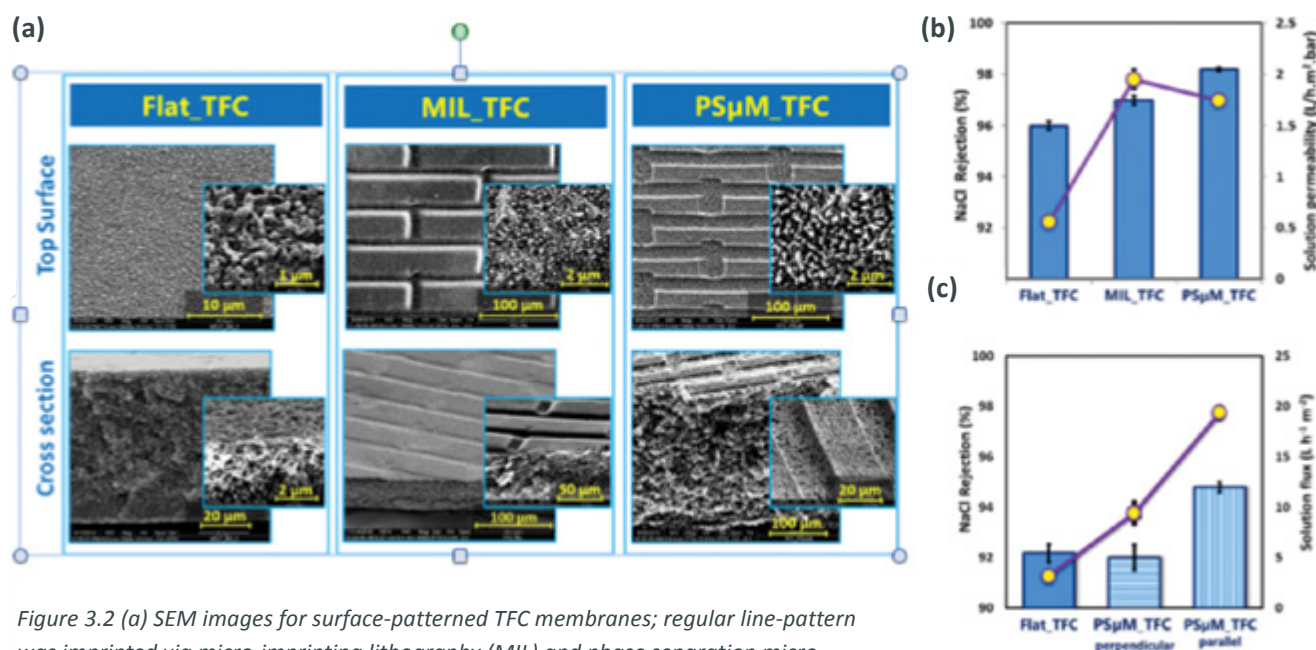 (a)
Flat_TFC
MIL_TFC
PSµM_TFC
Top Surface
1 µm
10 µm
2 µm
100 µm
2 µm
100 µm
Cross section
2 µm
20 µm
50 µm
100 µm
20 µm
100 µm
(b)
100
98
96
94
92
NaCl Rejection (%)
2.5
2
1.5
1
0.5
0
Solution permeability (L/h.m².bar)
Flat_TFC
MIL_TFC
PSµM_TFC
(c)
100
98
96
94
92
90
NaCl Rejection (%)
25
20
15
10
5
0
Solution flux (L h⁻¹ m⁻²)
Flat_TFC
PSµM_TFC
perpendicular
PSµM_TFC
parallel
Figure 3.2 (a) SEM images for surface-patterned TFC membranes; regular line-pattern
was imprinted via micro-imprinting lithography (MIL) and phase separation micro